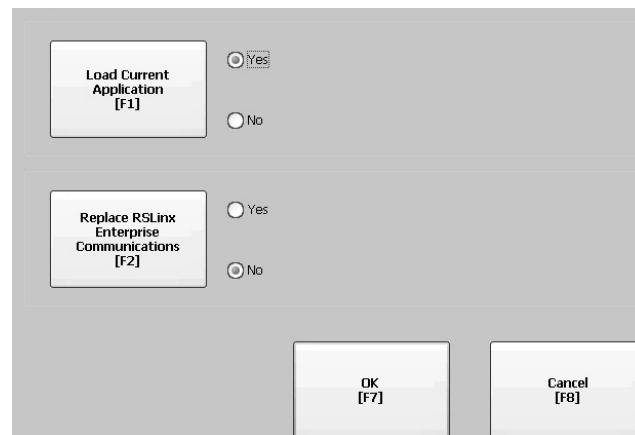 Load Current
Application
[F1]
Yes
No
Replace RSLinx
Enterprise
Communications
[F2]
Yes
No
OK
[F7]
Cancel
[F8]